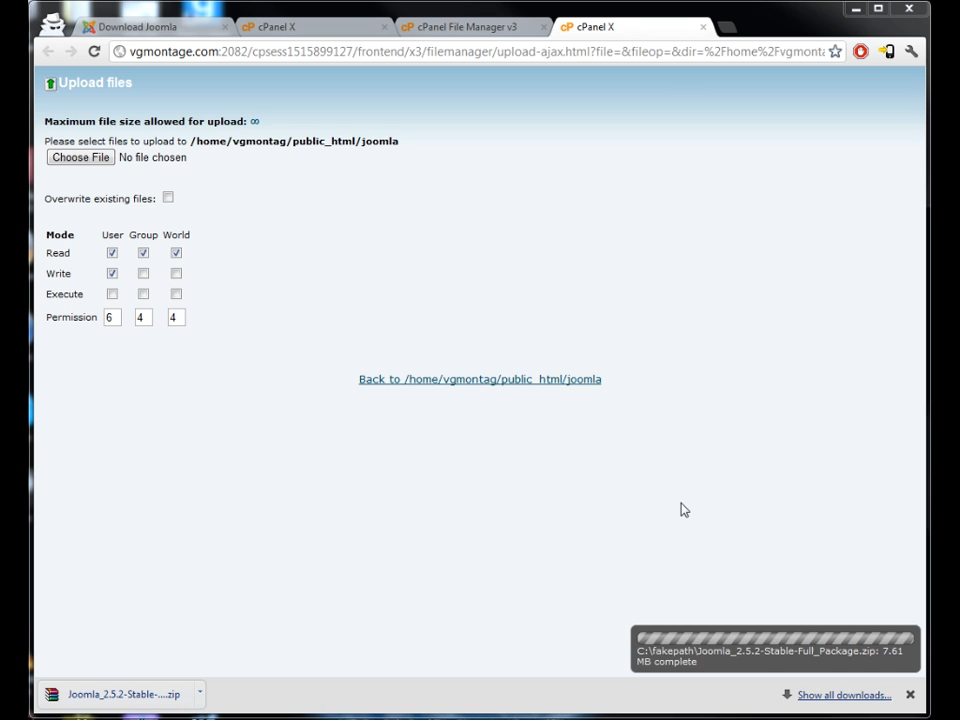 Download Joomla
cP cPanel X
cP cPanel File Manager v3
cP cPanel X
vgmontage.com:2082/cpsess1515899127/frontend/x3/filemanager/upload-ajax.html?file=&fileop=&dir=%2Fhome%2Fvgmonta
Upload files
Maximum file size allowed for upload: ∞
Please select files to upload to /home/vgmontag/public_html/joomla
Choose File No file chosen
Overwrite existing files:
Mode User Group World
Read
Write
Execute
Permission 6 4 4
Back to /home/vgmontag/public_html/joomla
C:\fakepath\Joomla_2.5.2-Stable-Full_Package.zip: 7.61
MB complete
Joomla_2.5.2-Stable-....zip
Show all downloads...